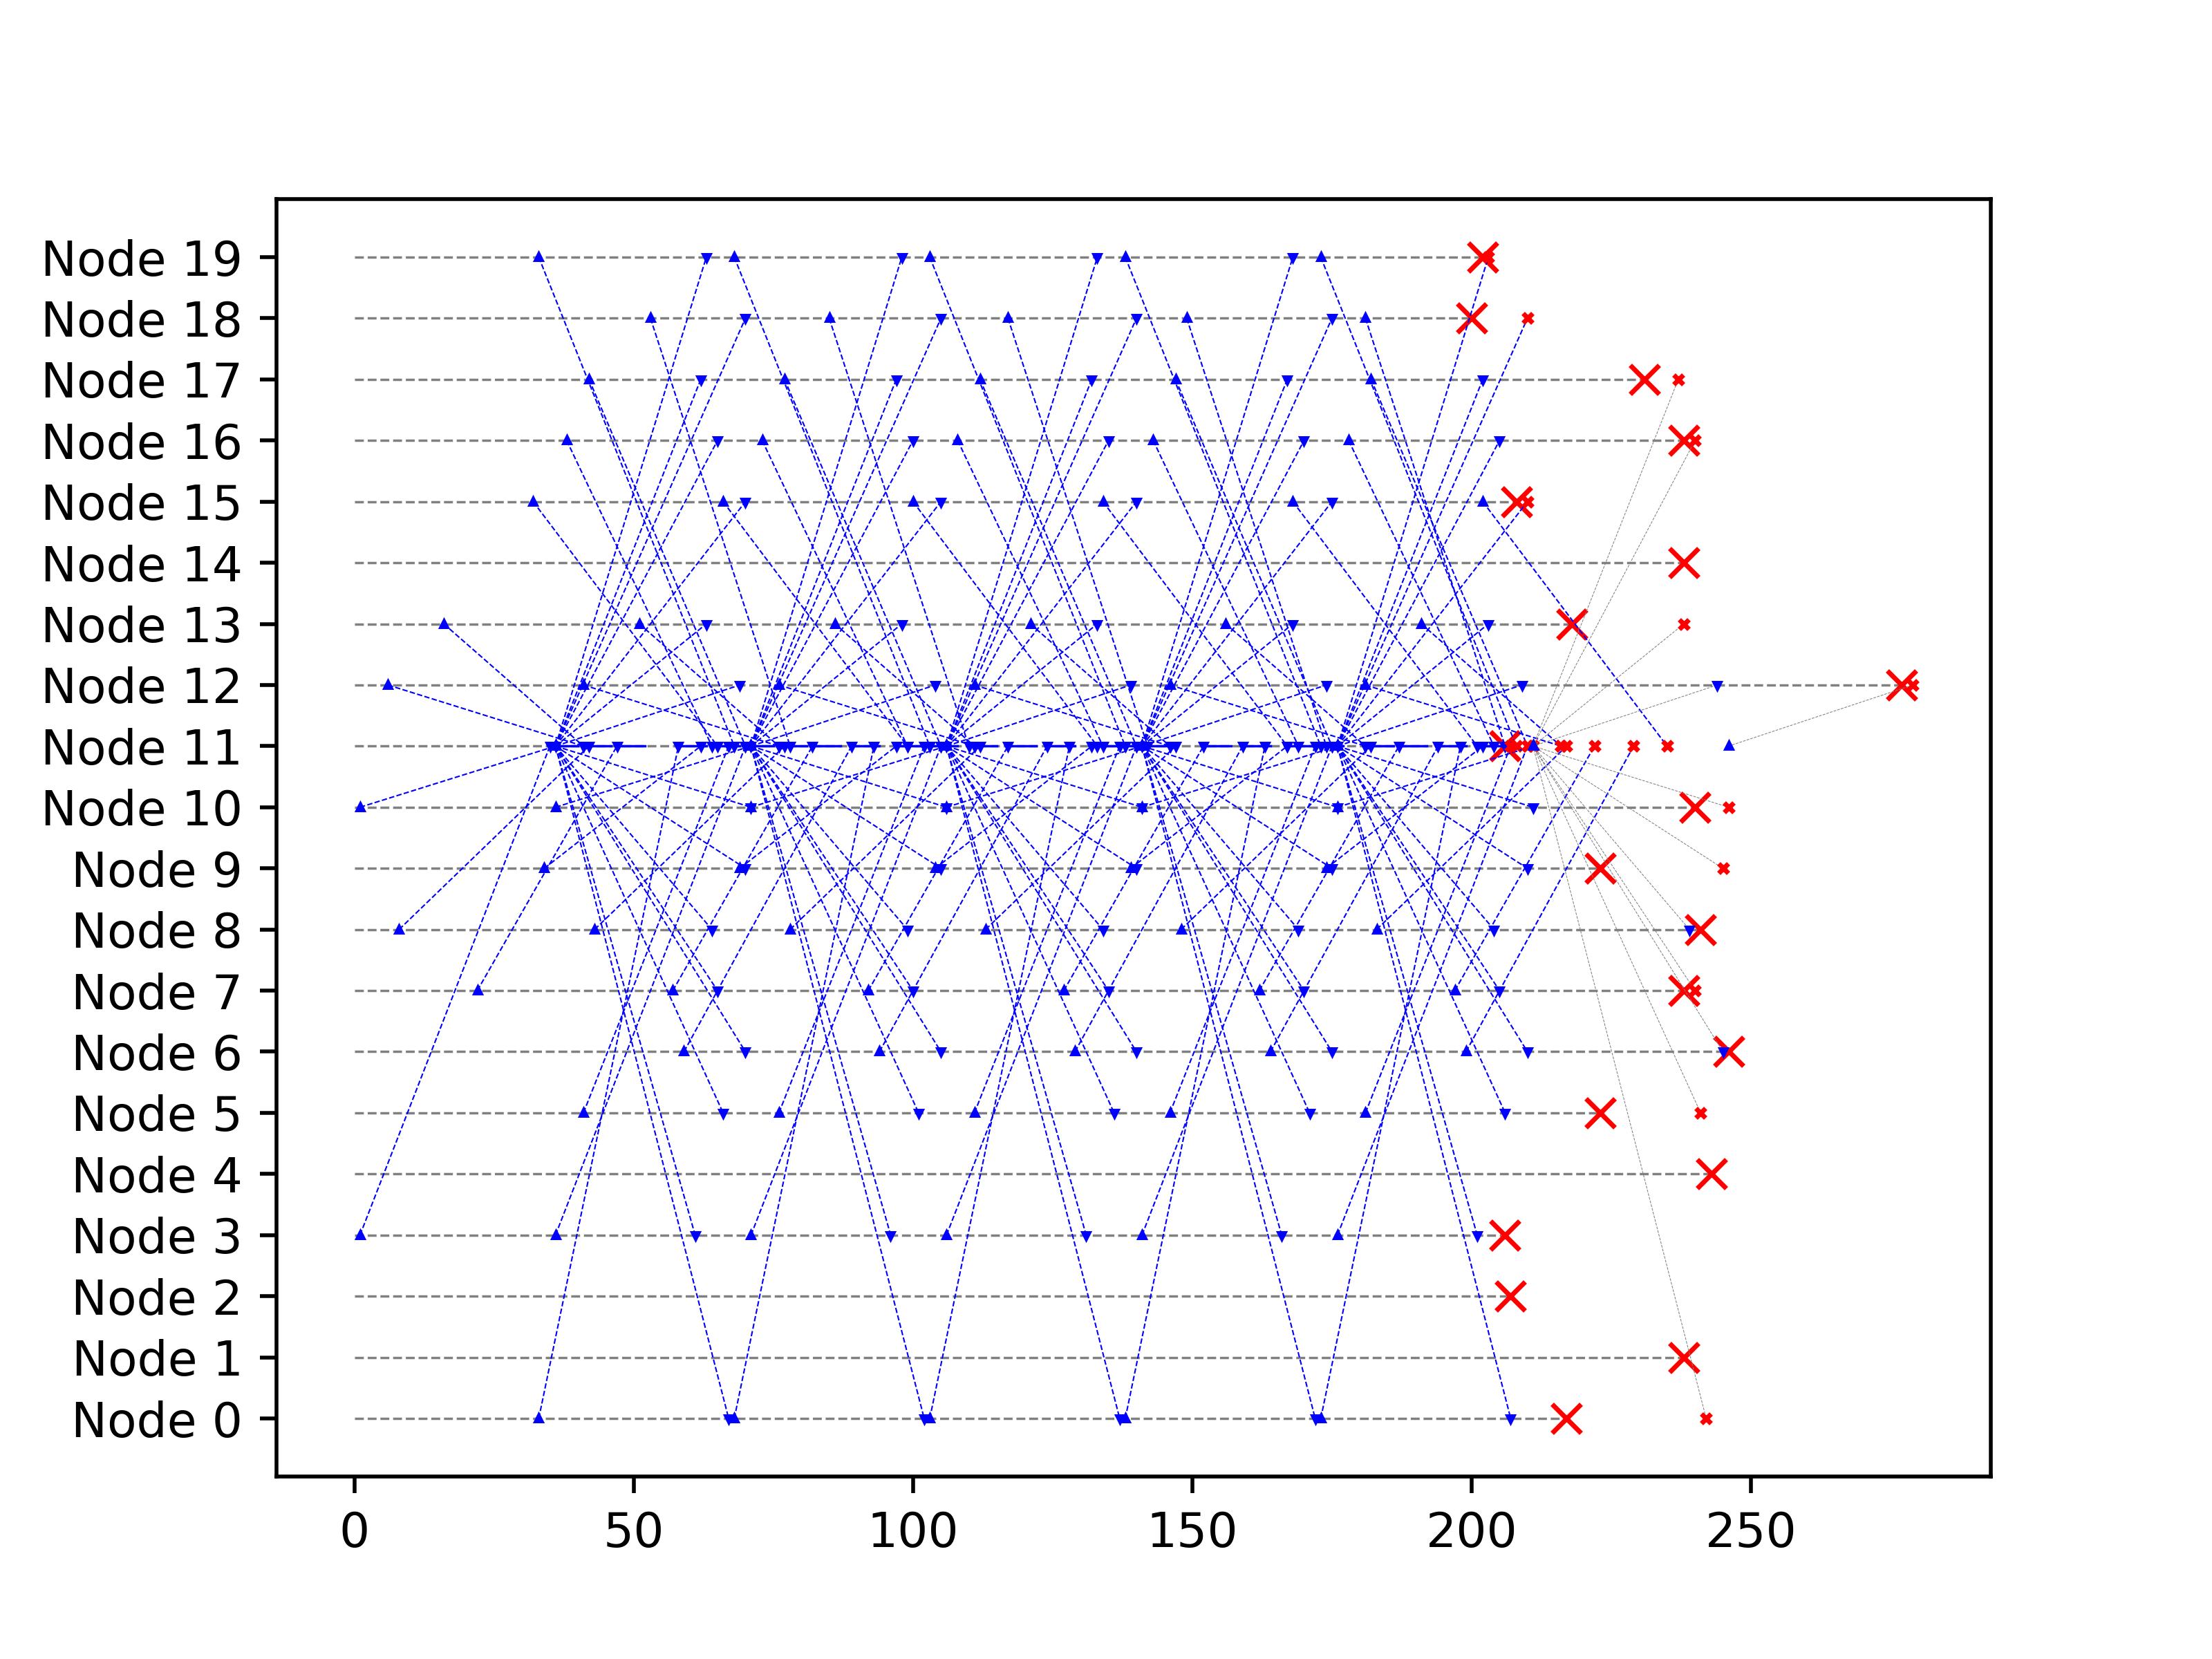 Node 19
Node 18
Node 17
Node 16
Node 15
Node 14
Node 13
Node 12
Node 11
Node 10
Node 9
Node 8
Node 7
Node 6
Node 5
Node 4
Node 3
Node 2
Node 1
Node 0
0 50 100 150 200 250